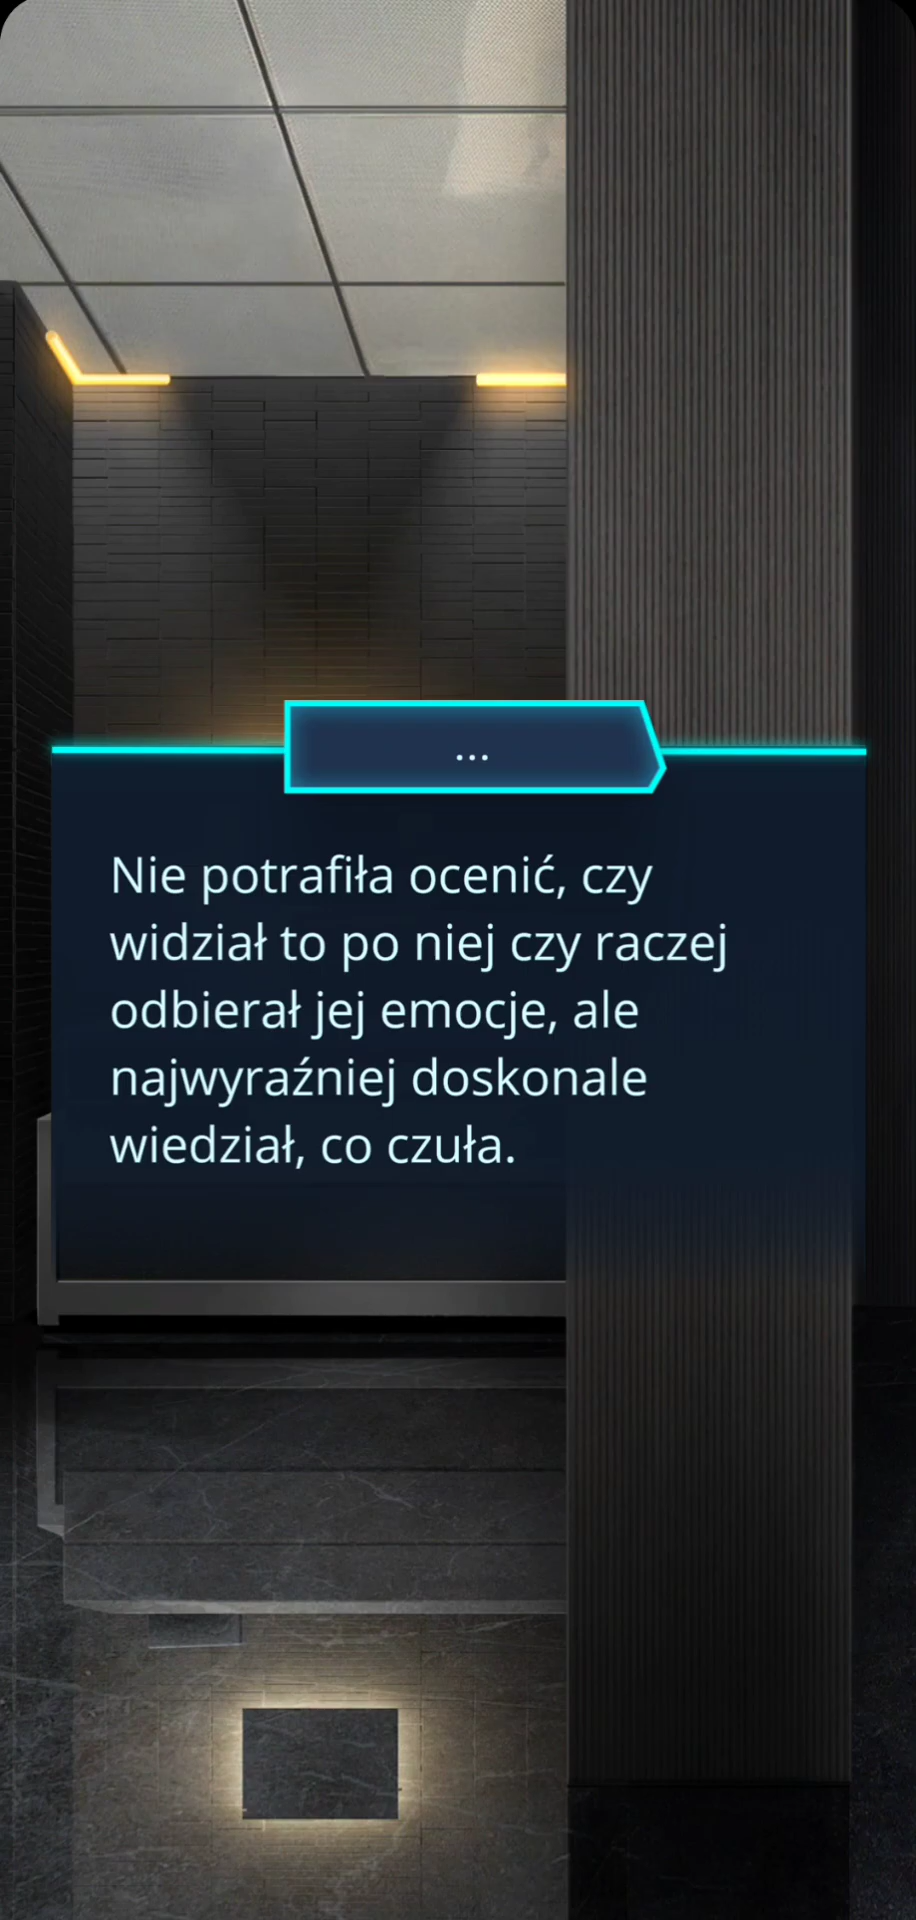 ...
Nie potrafiła ocenić, czy
widział to po niej czy raczej
odbierał jej emocje, ale
najwyraźniej doskonale
wiedział, co czuła.